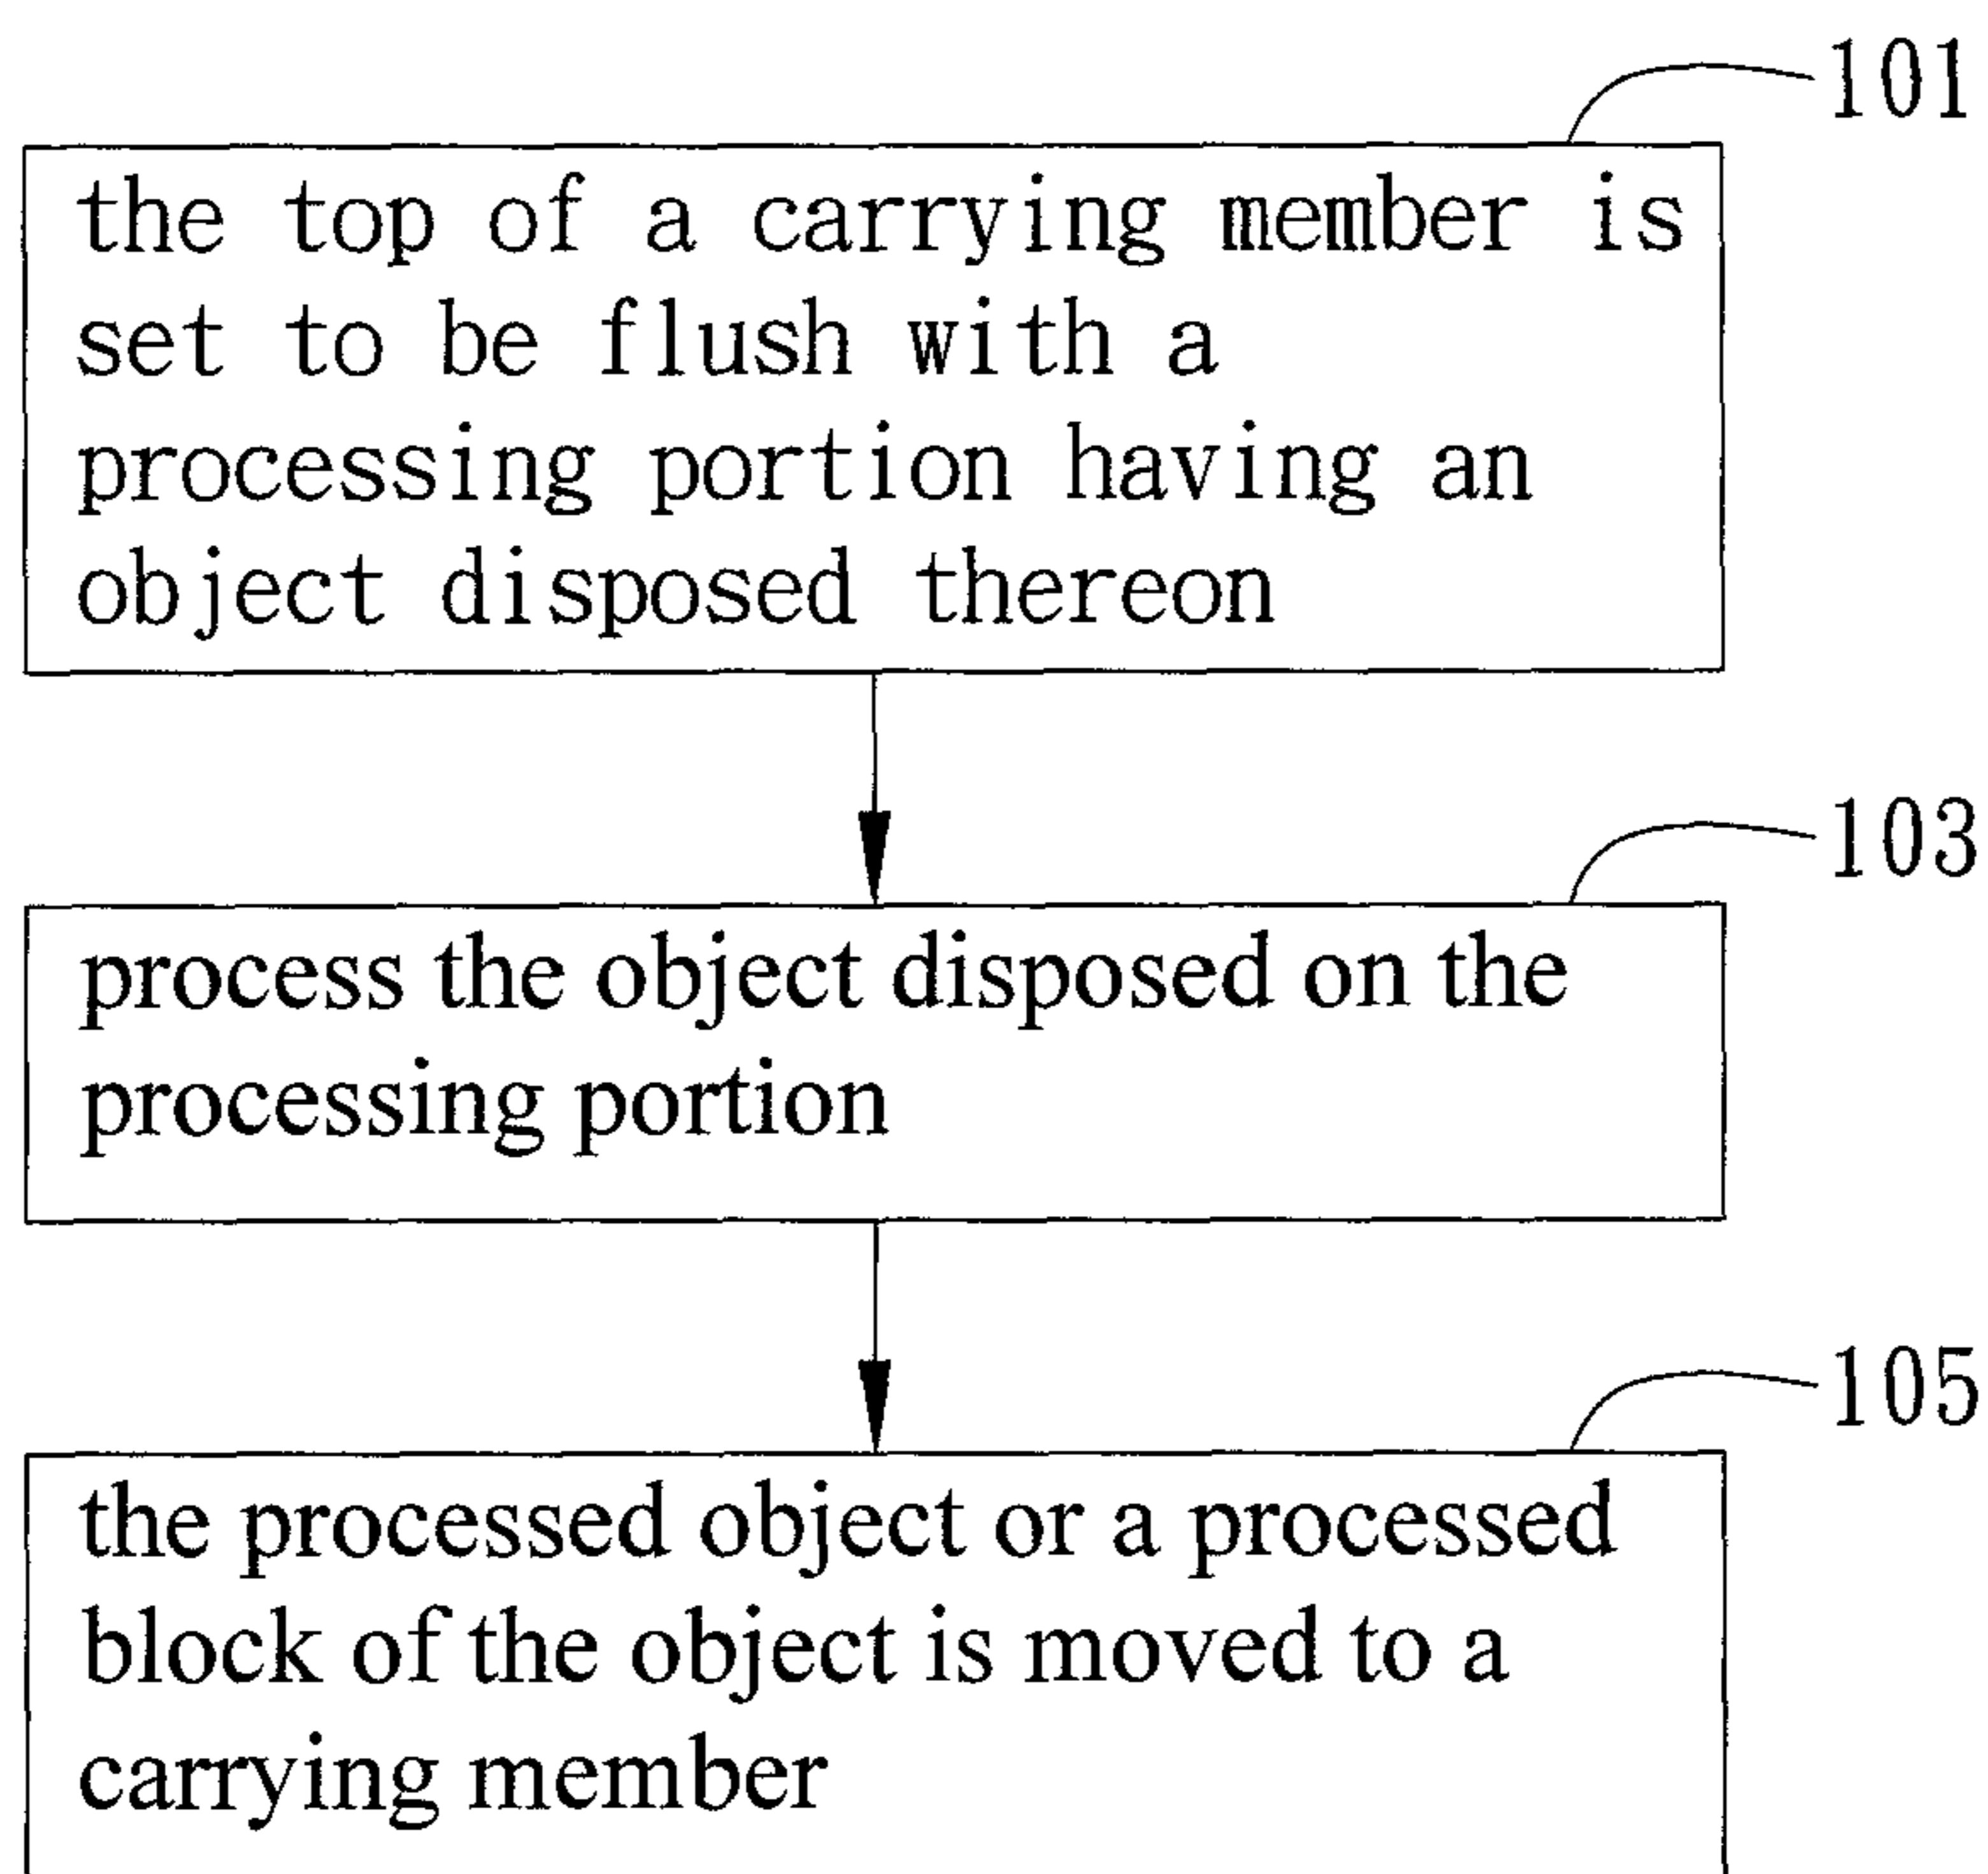 101
the top of a carrying member is
set to be flush with a
processing portion having an
object disposed thereon
103
process the object disposed on the
processing portion
105
the processed object or a processed
block of the object is moved to a
carrying member